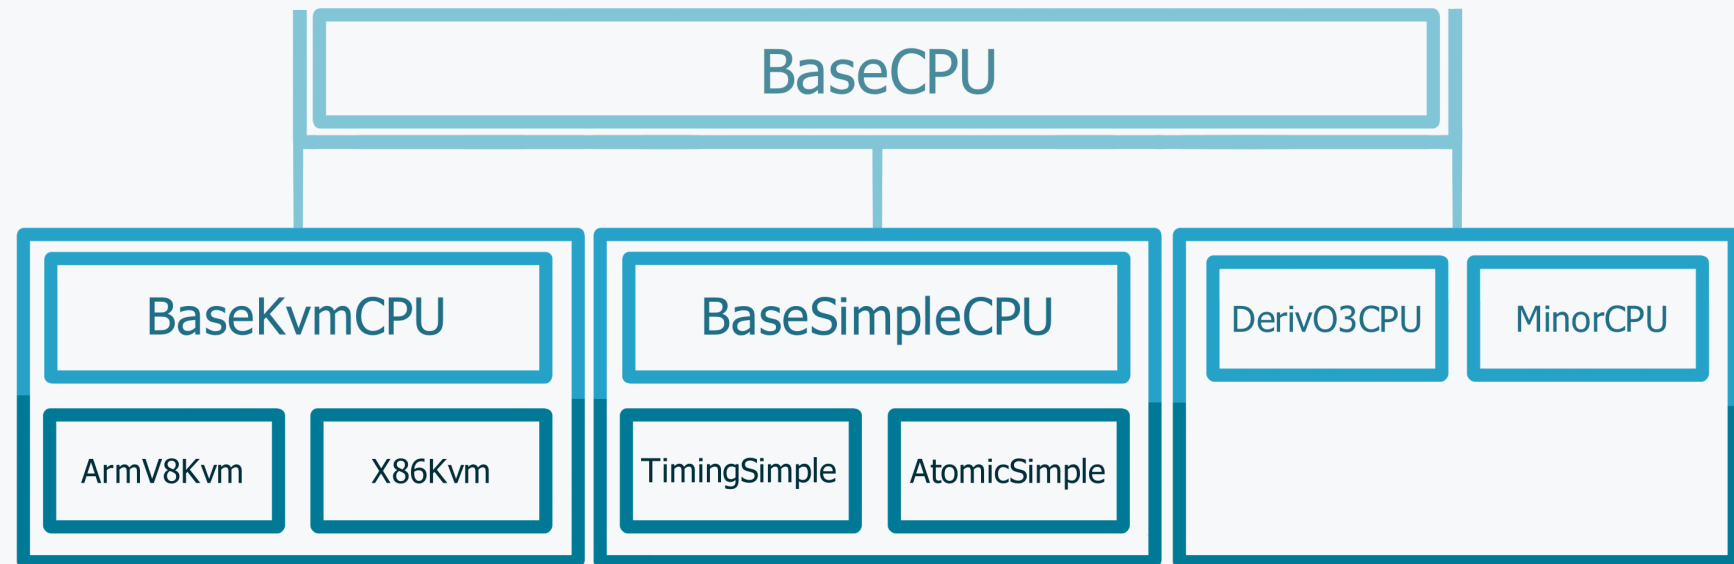 BaseCPU
BaseKvmCPU
BaseSimpleCPU
DerivO3CPU
MinorCPU
ArmV8Kvm
X86Kvm
TimingSimple
AtomicSimple